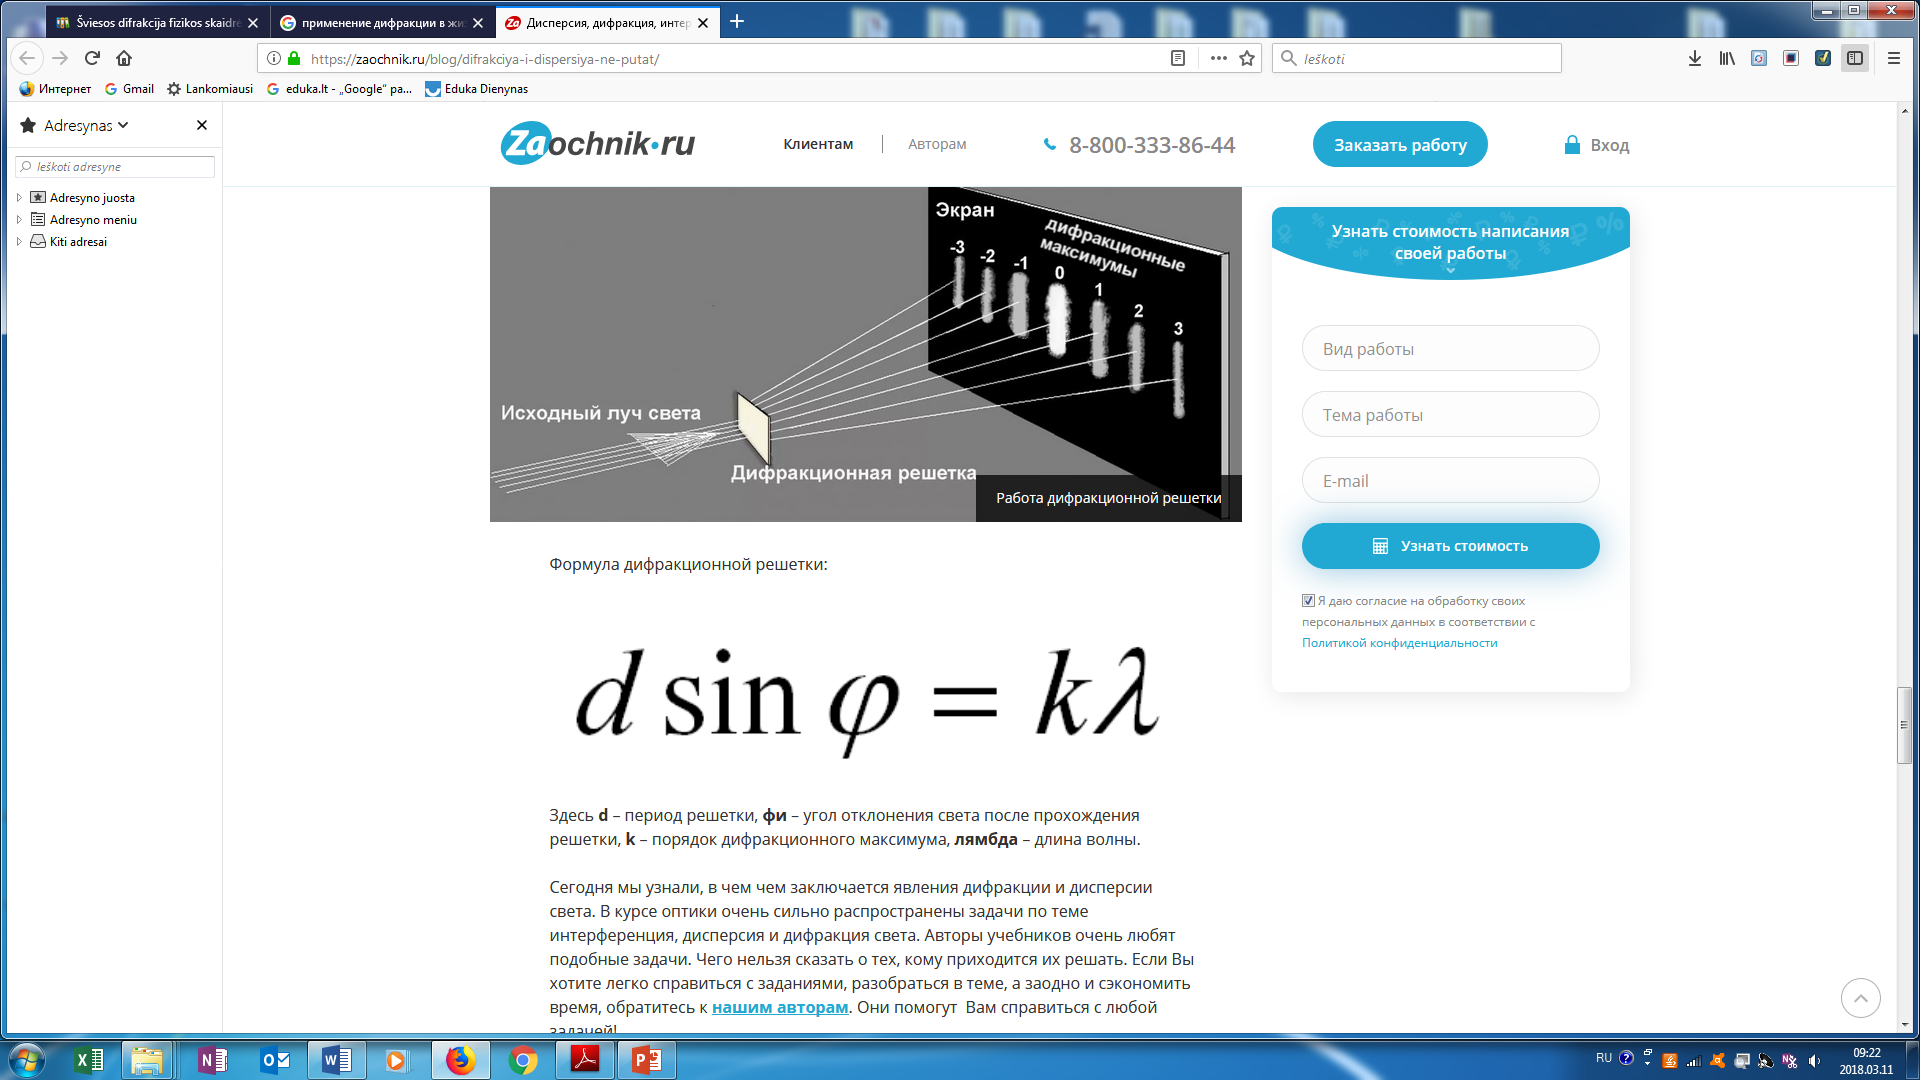 Šviesos difrakcija fizikos skaidrė
применение дифракции в жи
Дисперсия, дифракция, интер
https://zaochnik.ru/blog/difrakciya-i-dispersiya-ne-putat/
Ieškoti
Интернет
Gmail
Lankomiausi
eduka.lt - „Google“ pa...
Eduka Dienynas
Adresynas
Ieškoti adresyne
Adresyno juosta
Adresyno meniu
Kiti adresai
Zaochnik.ru
Клиентам
Авторам
8-800-333-86-44
Заказать работу
Вход
Экран
дифракционные
максимумы
-3
-2
-1
0
1
2
3
Исходный луч света
Дифракционная решетка
Работа дифракционной решетки
Формула дифракционной решетки:
d sin φ = kλ
Здесь d – период решетки, фи – угол отклонения света после прохождения
решетки, k – порядок дифракционного максимума, лямбда – длина волны.
Сегодня мы узнали, в чем чем заключается явления дифракции и дисперсии
света. В курсе оптики очень сильно распространены задачи по теме
интерференция, дисперсия и дифракция света. Авторы учебников очень любят
подобные задачи. Чего нельзя сказать о тех, кому приходится их решать. Если Вы
хотите легко справиться с заданиями, разобраться в теме, а заодно и сэкономить
время, обратитесь к нашим авторам. Они помогут Вам справиться с любой
задачей!
Узнать стоимость написания
своей работы
Вид работы
Тема работы
E-mail
Узнать стоимость
Я даю согласие на обработку своих
персональных данных в соответствии с
Политикой конфиденциальности
RU
09:22
2018.03.11